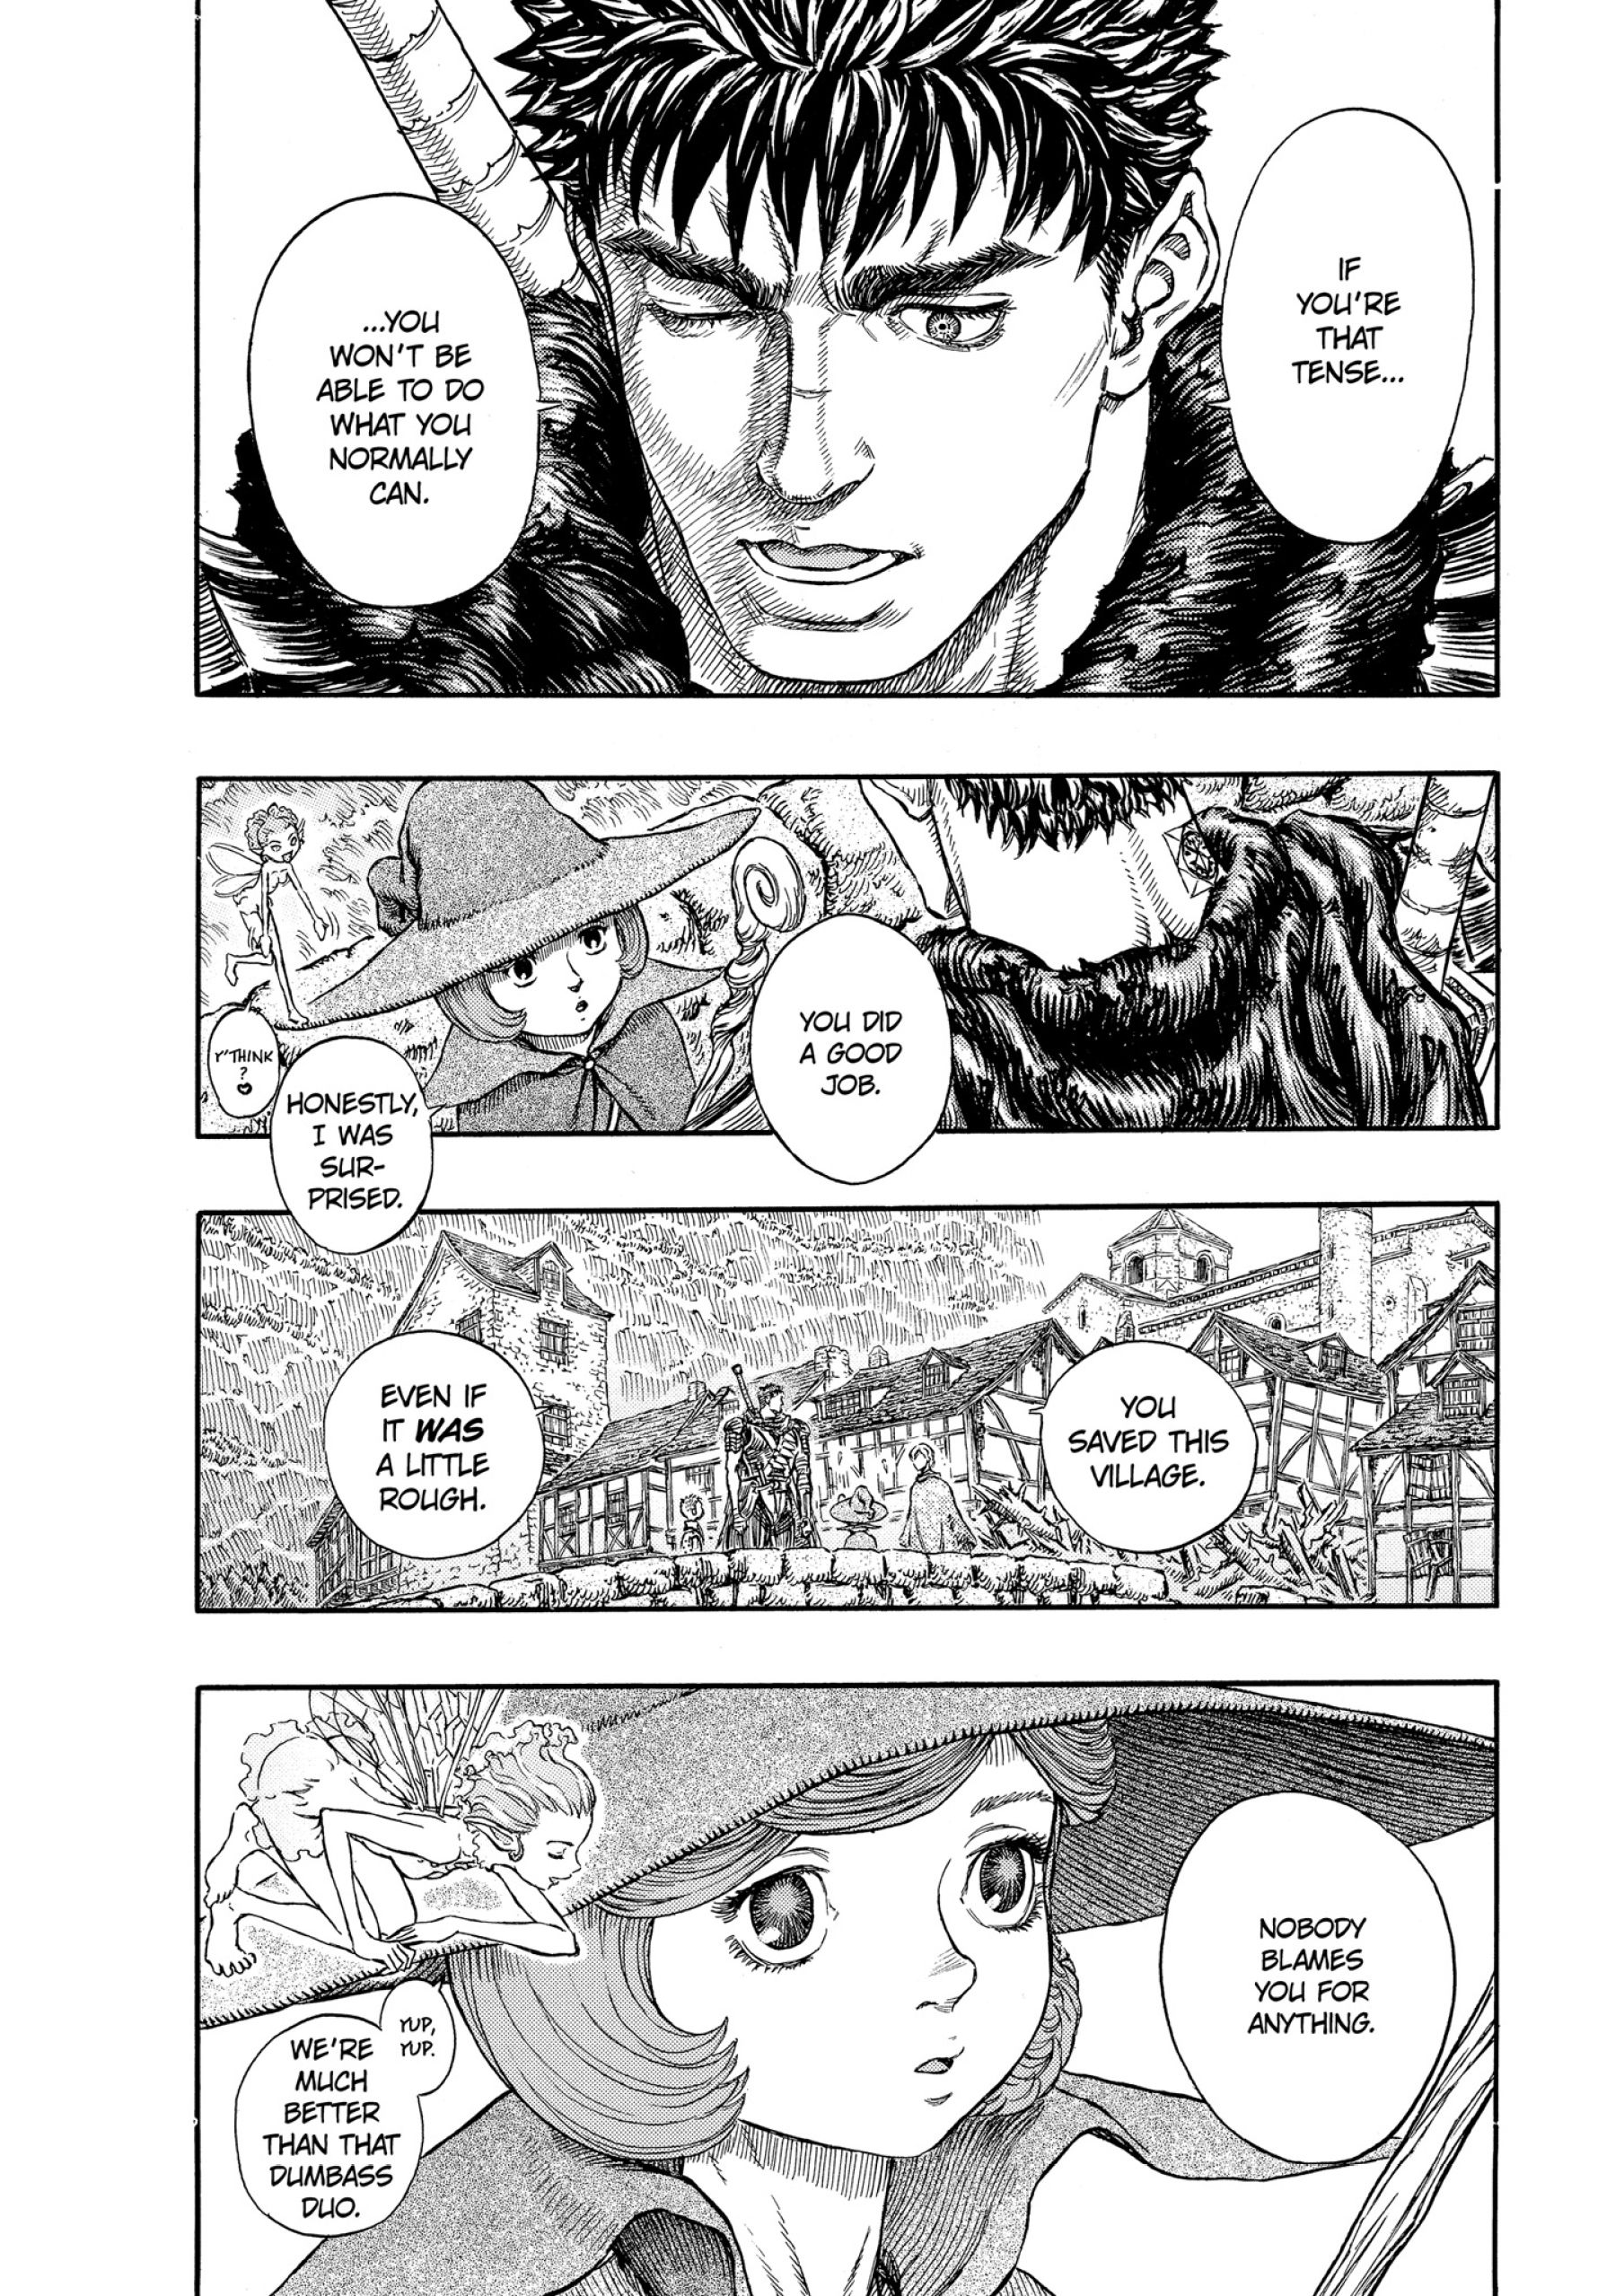 IF
YOU'RE
THAT
TENSE...
...YOU
WON'T BE
ABLE TO DO
WHAT YOU
NORMALLY
CAN.
YOU DID
A GOOD
JOB.
HONESTLY,
I WAS
SUR-
PRISED.
Y'THINK
?
YOU
SAVED THIS
VILLAGE.
EVEN IF
IT WAS
A LITTLE
ROUGH.
NOBODY
BLAMES
YOU FOR
ANYTHING.
YUP,
YUP.
WE'RE
MUCH
BETTER
THAN THAT
DUMBASS
DUO.